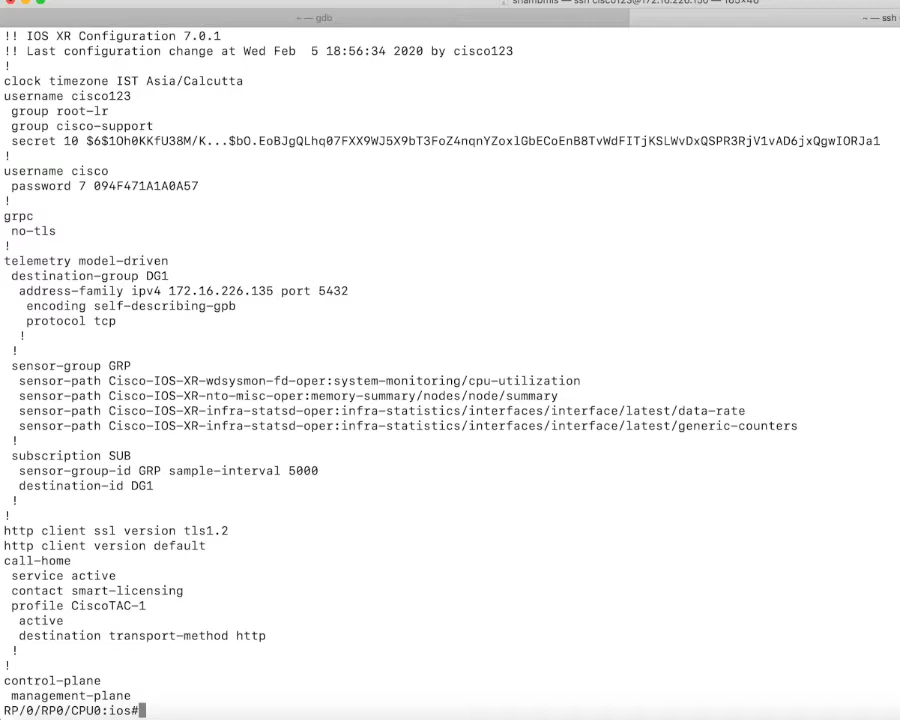 ~ — gdb
~ — ssh
!! IOS XR Configuration 7.0.1
!! Last configuration change at Wed Feb  5 18:56:34 2020 by cisco123
!
clock timezone IST Asia/Calcutta
username cisco123
 group root-lr
 group cisco-support
 secret 10 $6$1Oh0KKfU38M/K...$bO.EoBJgQLhq07FXX9WJ5X9bT3FoZ4nqnYZoxlGbECoEnB8TvWdFITjKSLWvDxQSPR3RjV1vAD6jxQgwIORJa1
!
username cisco
 password 7 094F471A1A0A57
!
grpc
 no-tls
!
telemetry model-driven
 destination-group DG1
  address-family ipv4 172.16.226.135 port 5432
   encoding self-describing-gpb
   protocol tcp
  !
 !
 sensor-group GRP
  sensor-path Cisco-IOS-XR-wdsysmon-fd-oper:system-monitoring/cpu-utilization
  sensor-path Cisco-IOS-XR-nto-misc-oper:memory-summary/nodes/node/summary
  sensor-path Cisco-IOS-XR-infra-statsd-oper:infra-statistics/interfaces/interface/latest/data-rate
  sensor-path Cisco-IOS-XR-infra-statsd-oper:infra-statistics/interfaces/interface/latest/generic-counters
 !
 subscription SUB
  sensor-group-id GRP sample-interval 5000
  destination-id DG1
 !
!
http client ssl version tls1.2
http client version default
call-home
 service active
 contact smart-licensing
 profile CiscoTAC-1
  active
  destination transport-method http
 !
!
control-plane
 management-plane
RP/0/RP0/CPU0:ios#